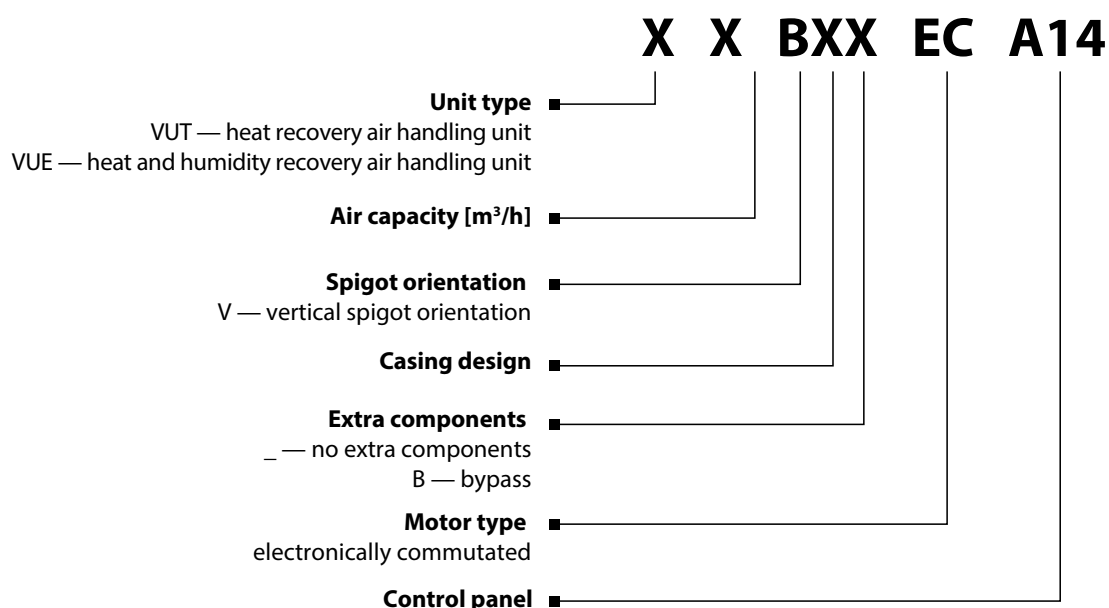 X X BXX EC A14
Unit type
VUT — heat recovery air handling unit
VUE — heat and humidity recovery air handling unit
Air capacity [m³/h]
Spigot orientation
V — vertical spigot orientation
Casing design
Extra components
_ — no extra components
B — bypass
Motor type
electronically commutated
Control panel